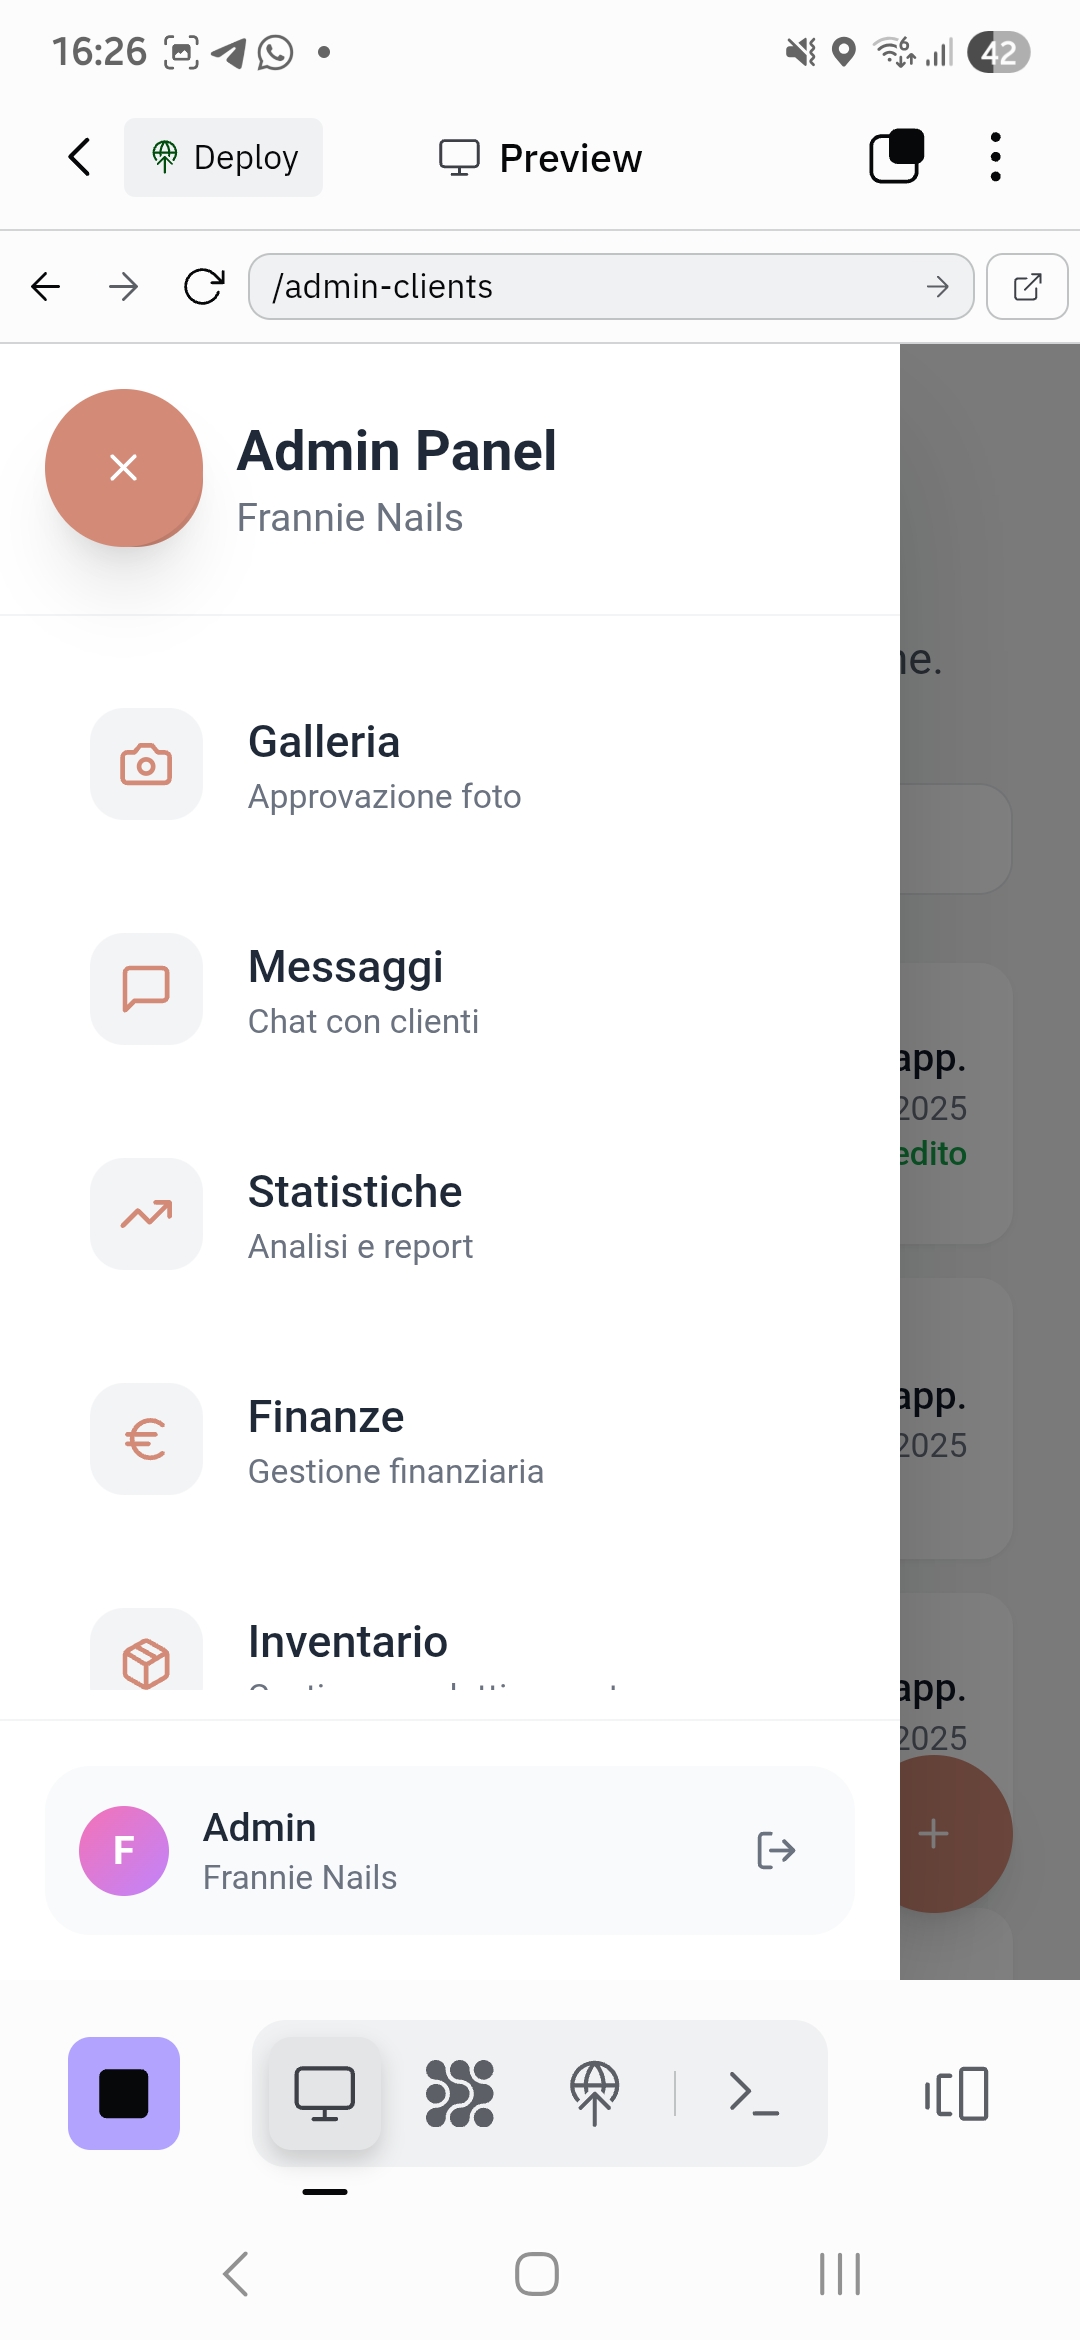 16:26
6
42
Deploy
Preview
/admin-clients
Admin Panel
Frannie Nails
ne.
Galleria
Approvazione foto
Messaggi
Chat con clienti
app.
2025
edito
Statistiche
Analisi e report
Finanze
Gestione finanziaria
app.
2025
Inventario
app.
2025
F
Admin
Frannie Nails